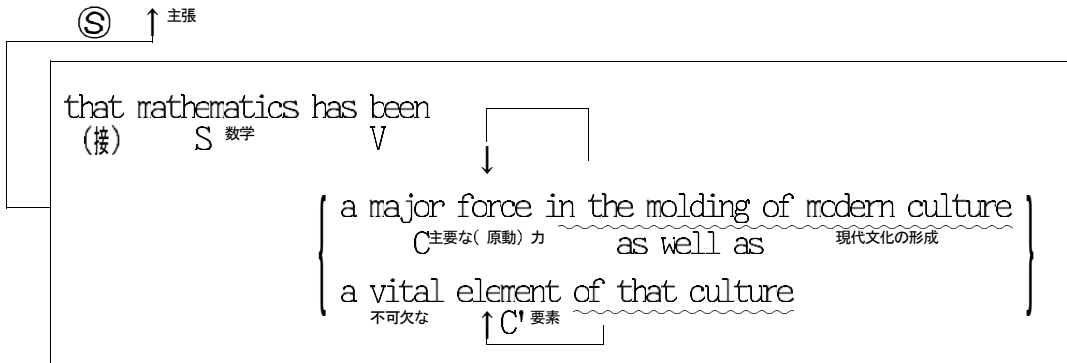 Ⓢ ↑ 主張
that mathematics has been
(接) S 数学 V
a major force in the molding of modern culture
C 主要な( 原動) 力 as well as 現代文化の形成
a vital element of that culture
不可欠な C' 要素